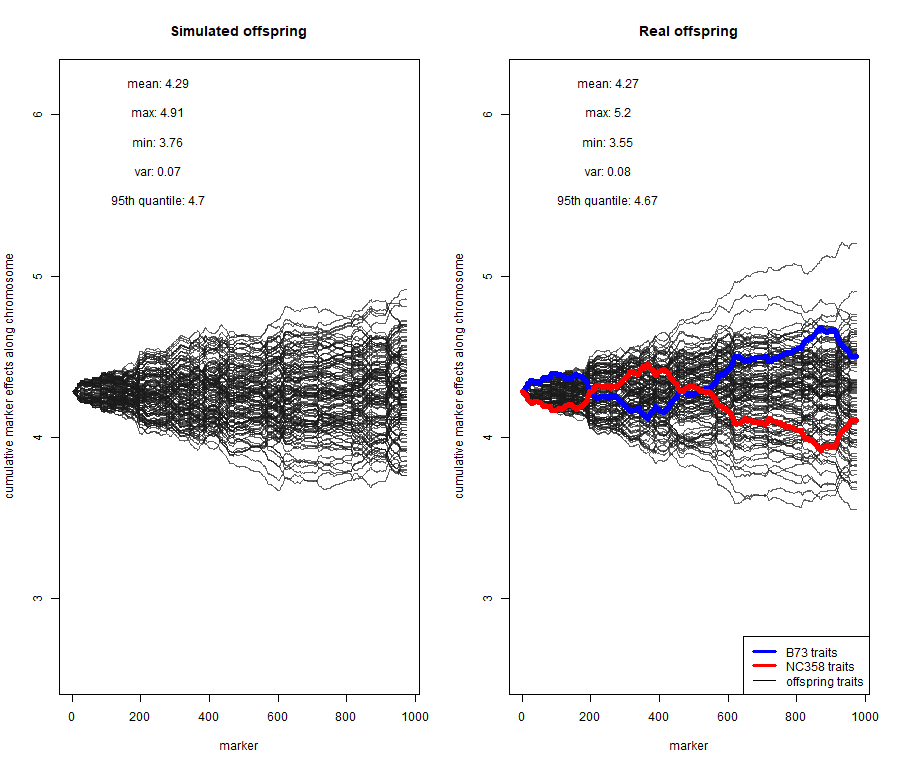 Simulated offspring
mean: 4.29
max: 4.91
min: 3.76
var: 0.07
95th quantile: 4.7
cumulative marker effects along chromosome
6
5
4
3
0 200 400 600 800 1000
marker
Real offspring
mean: 4.27
max: 5.2
min: 3.55
var: 0.08
95th quantile: 4.67
cumulative marker effects along chromosome
6
5
4
3
B73 traits
NC358 traits
offspring traits
0 200 400 600 800 1000
marker